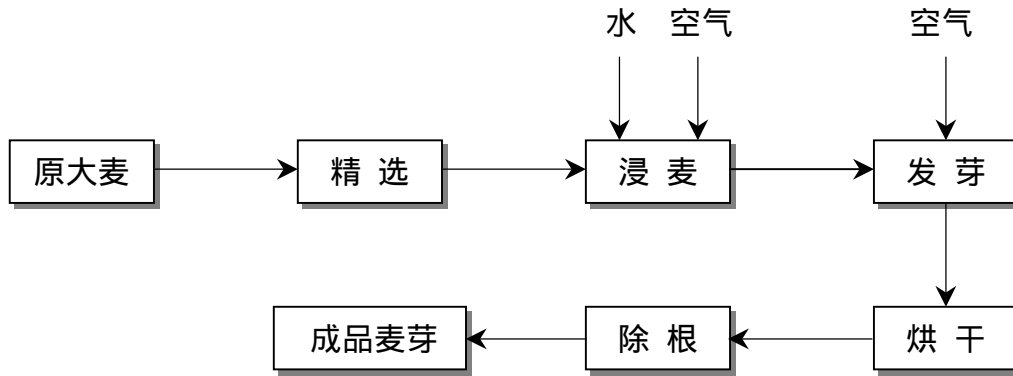 水 空气 空气
原大麦 精 选 浸 麦 发 芽
成品麦芽 除 根 烘 干